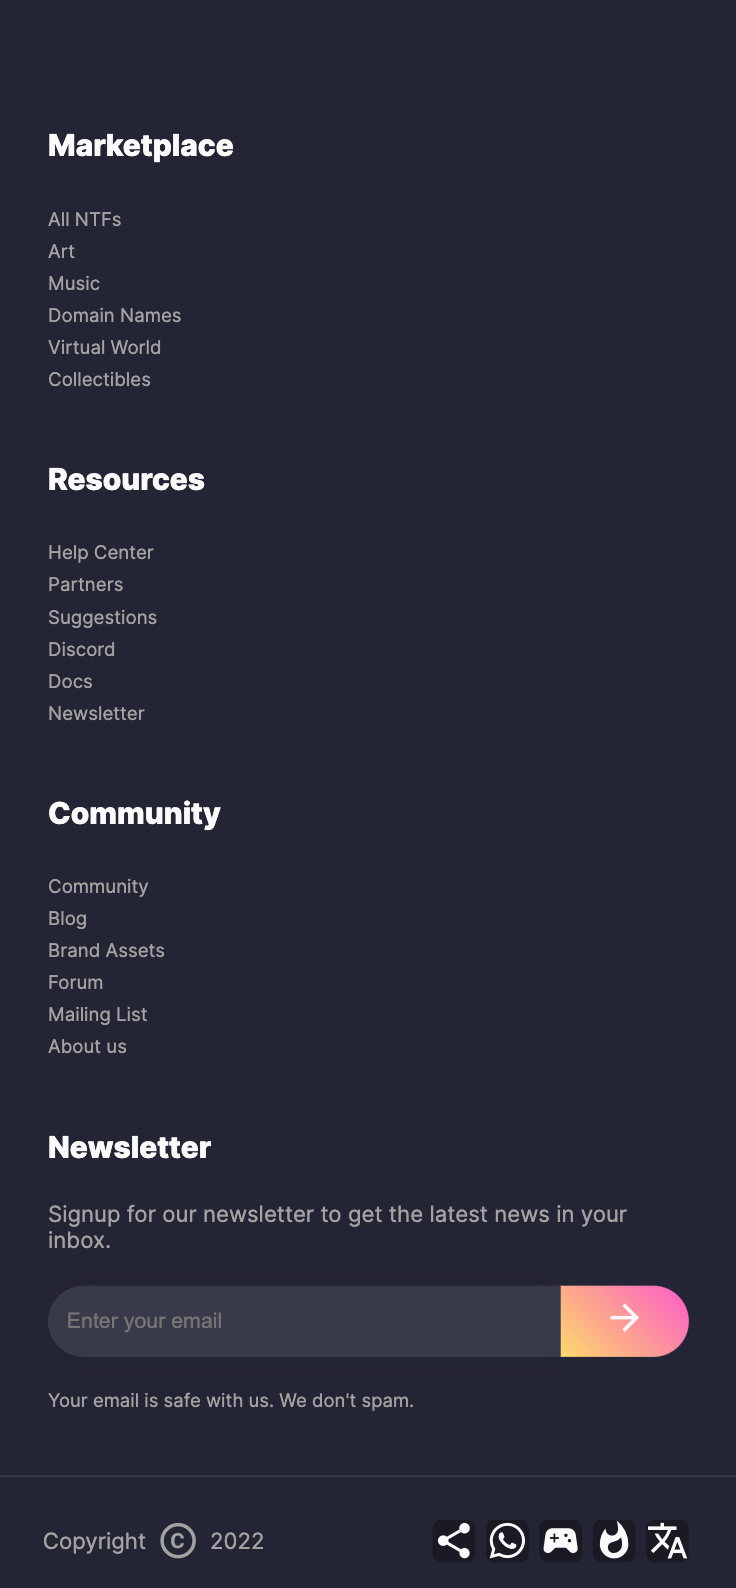 Marketplace
All NTFs
Art
Music
Domain Names
Virtual World
Collectibles
Resources
Help Center
Partners
Suggestions
Discord
Docs
Newsletter
Community
Community
Blog
Brand Assets
Forum
Mailing List
About us
Newsletter
Signup for our newsletter to get the latest news in your
inbox.
Enter your email
Your email is safe with us. We don't spam.
Copyright © 2022